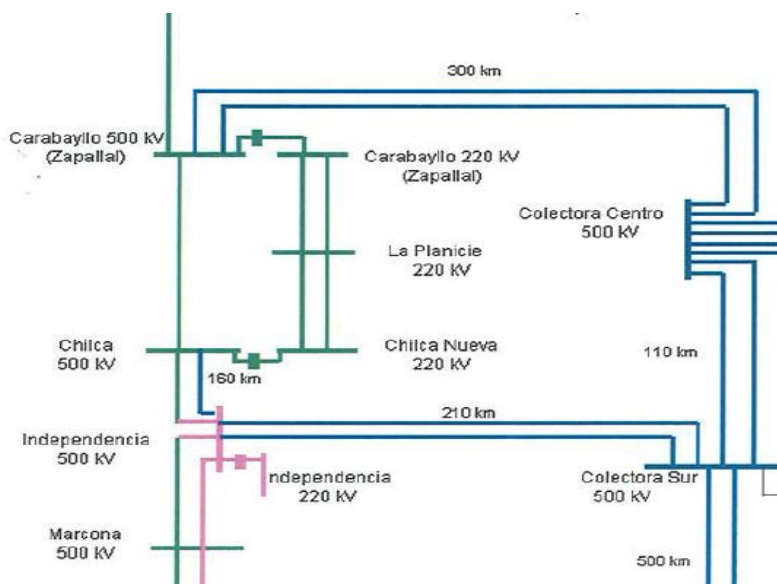 300 km
Carabayllo 500 kV
(Zapallal)
Carabayllo 220 kV
(Zapallal)
Colectora Centro
500 kV
La Planicie
220 kV
Chilca
500 kV
Chilca Nueva
220 kV
110 km
160 km
210 km
Independencia
500 kV
ndependencia
220 kV
Colectora Sur
500 kV
Marcona
500 kV
500 km